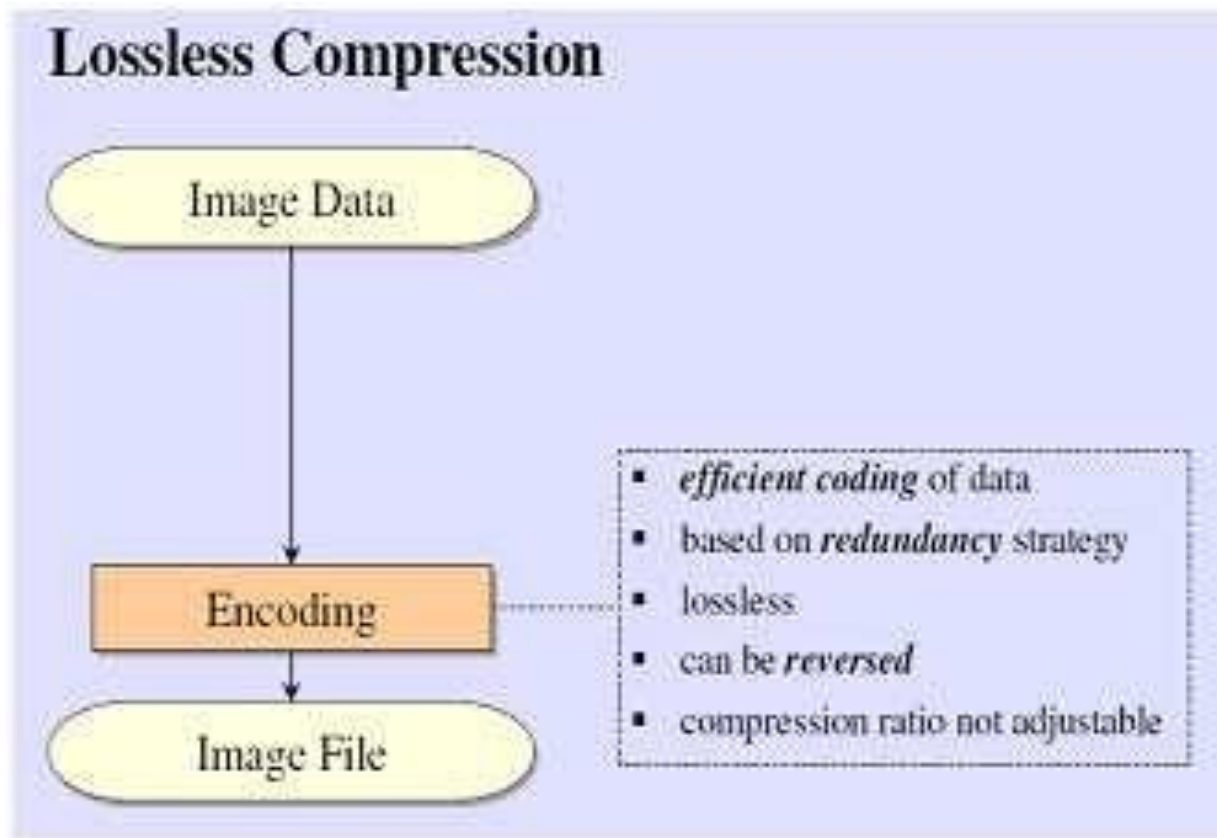 Lossless Compression
Image Data
Encoding
▪ efficient coding of data
▪ based on redundancy strategy
▪ lossless
▪ can be reversed
▪ compression ratio not adjustable
Image File